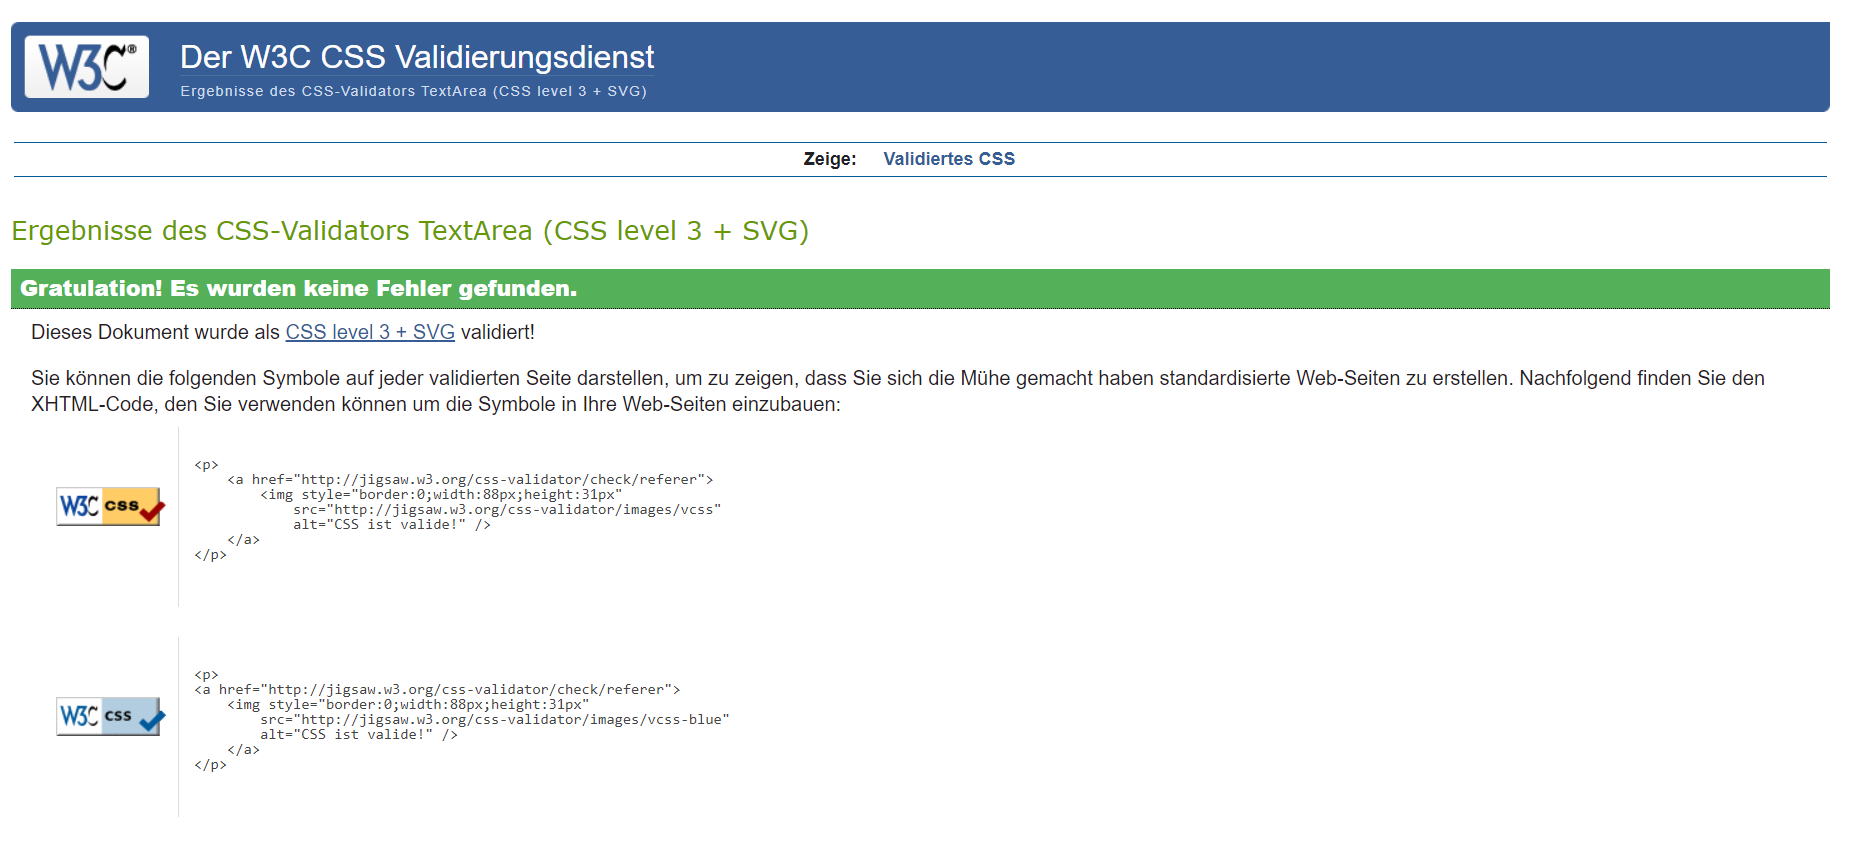 W3C®
Der W3C CSS Validierungsdienst
Ergebnisse des CSS-Validators TextArea (CSS level 3 + SVG)
Zeige: Validiertes CSS
Ergebnisse des CSS-Validators TextArea (CSS level 3 + SVG)
Gratulation! Es wurden keine Fehler gefunden.
Dieses Dokument wurde als CSS level 3 + SVG validiert!
Sie können die folgenden Symbole auf jeder validierten Seite darstellen, um zu zeigen, dass Sie sich die Mühe gemacht haben standardisierte Web-Seiten zu erstellen. Nachfolgend finden Sie den
XHTML-Code, den Sie verwenden können um die Symbole in Ihre Web-Seiten einzubauen:
W3C css
<p>
    <a href="http://jigsaw.w3.org/css-validator/check/referer">
        <img style="border:0;width:88px;height:31px"
            src="http://jigsaw.w3.org/css-validator/images/vcss"
            alt="CSS ist valide!" />
    </a>
</p>
W3C css
<p>
<a href="http://jigsaw.w3.org/css-validator/check/referer">
    <img style="border:0;width:88px;height:31px"
        src="http://jigsaw.w3.org/css-validator/images/vcss-blue"
        alt="CSS ist valide!" />
    </a>
</p>